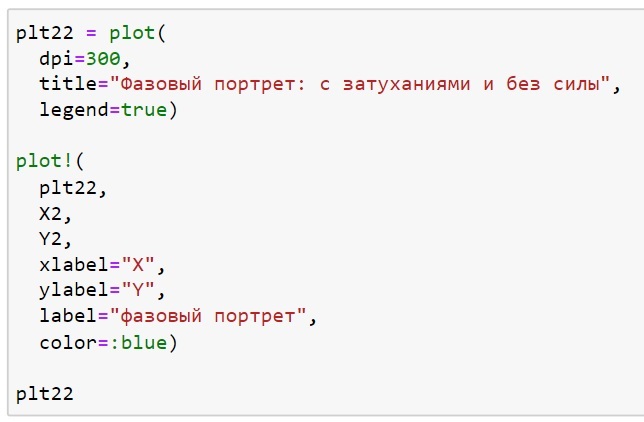 plt22 = plot(
  dpi=300,
  title="Фазовый портрет: с затуханиями и без силы",
  legend=true)

plot!(
  plt22,
  X2,
  Y2,
  xlabel="X",
  ylabel="Y",
  label="фазовый портрет",
  color=:blue)

plt22